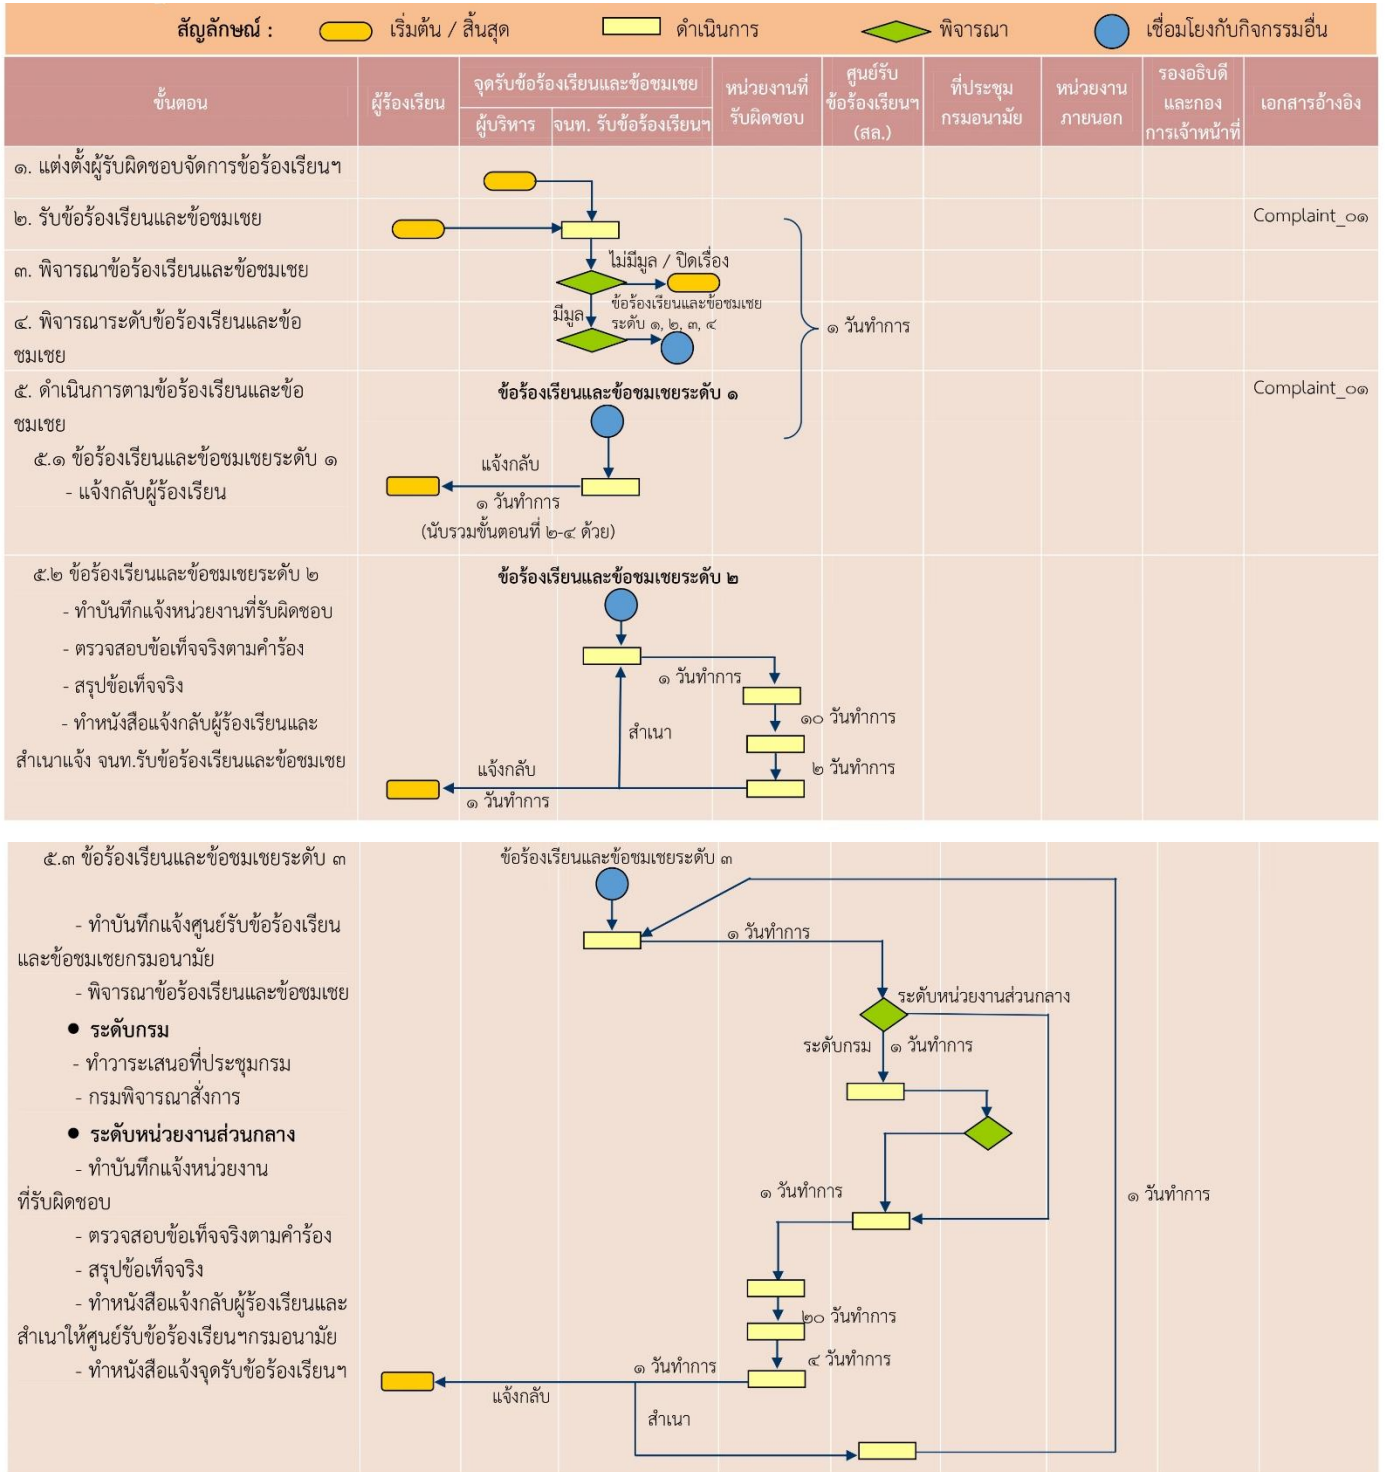 สัญลักษณ์ : เริ่มต้น / สิ้นสุด ดำเนินการ พิจารณา เชื่อมโยงกับกิจกรรมอื่น
ขั้นตอน
ผู้ร้องเรียน
จุดรับข้อร้องเรียนและข้อชมเชย
ผู้บริหาร
จนท. รับข้อร้องเรียนฯ
หน่วยงานที่
รับผิดชอบ
ศูนย์รับ
ข้อร้องเรียนฯ
(สล.)
ที่ประชุม
กรมอนามัย
หน่วยงาน
ภายนอก
รองอธิบดี
และกอง
การเจ้าหน้าที่
เอกสารอ้างอิง
๑. แต่งตั้งผู้รับผิดชอบจัดการข้อร้องเรียนฯ
๒. รับข้อร้องเรียนและข้อชมเชย
Complaint_๐๑
๓. พิจารณาข้อร้องเรียนและข้อชมเชย
ไม่มีมูล / ปิดเรื่อง
๔. พิจารณาระดับข้อร้องเรียนและข้อ
ชมเชย
มีมูล
ข้อร้องเรียนและข้อชมเชย
ระดับ ๑, ๒, ๓, ๔
๑ วันทำการ
๕. ดำเนินการตามข้อร้องเรียนและข้อ
ชมเชย
ข้อร้องเรียนและข้อชมเชยระดับ ๑
Complaint_๐๑
๕.๑ ข้อร้องเรียนและข้อชมเชยระดับ ๑
- แจ้งกลับผู้ร้องเรียน
แจ้งกลับ
๑ วันทำการ
(นับรวมขั้นตอนที่ ๒-๔ ด้วย)
๕.๒ ข้อร้องเรียนและข้อชมเชยระดับ ๒
ข้อร้องเรียนและข้อชมเชยระดับ ๒
- ทำบันทึกแจ้งหน่วยงานที่รับผิดชอบ
- ตรวจสอบข้อเท็จจริงตามคำร้อง
- สรุปข้อเท็จจริง
- ทำหนังสือแจ้งกลับผู้ร้องเรียนและ
สำเนาแจ้ง จนท.รับข้อร้องเรียนและข้อชมเชย
๑ วันทำการ
๑๐ วันทำการ
สำเนา
๒ วันทำการ
แจ้งกลับ
๑ วันทำการ
๕.๓ ข้อร้องเรียนและข้อชมเชยระดับ ๓
ข้อร้องเรียนและข้อชมเชยระดับ ๓
- ทำบันทึกแจ้งศูนย์รับข้อร้องเรียน
และข้อชมเชยกรมอนามัย
- พิจารณาข้อร้องเรียนและข้อชมเชย
● ระดับกรม
- ทำวาระเสนอที่ประชุมกรม
- กรมพิจารณาสั่งการ
● ระดับหน่วยงานส่วนกลาง
- ทำบันทึกแจ้งหน่วยงาน
ที่รับผิดชอบ
- ตรวจสอบข้อเท็จจริงตามคำร้อง
- สรุปข้อเท็จจริง
- ทำหนังสือแจ้งกลับผู้ร้องเรียนและ
สำเนาให้ศูนย์รับข้อร้องเรียนฯกรมอนามัย
- ทำหนังสือแจ้งจุดรับข้อร้องเรียนฯ
๑ วันทำการ
ระดับหน่วยงานส่วนกลาง
ระดับกรม
๑ วันทำการ
๑ วันทำการ
๑ วันทำการ
๒๐ วันทำการ
๔ วันทำการ
๑ วันทำการ
แจ้งกลับ
สำเนา